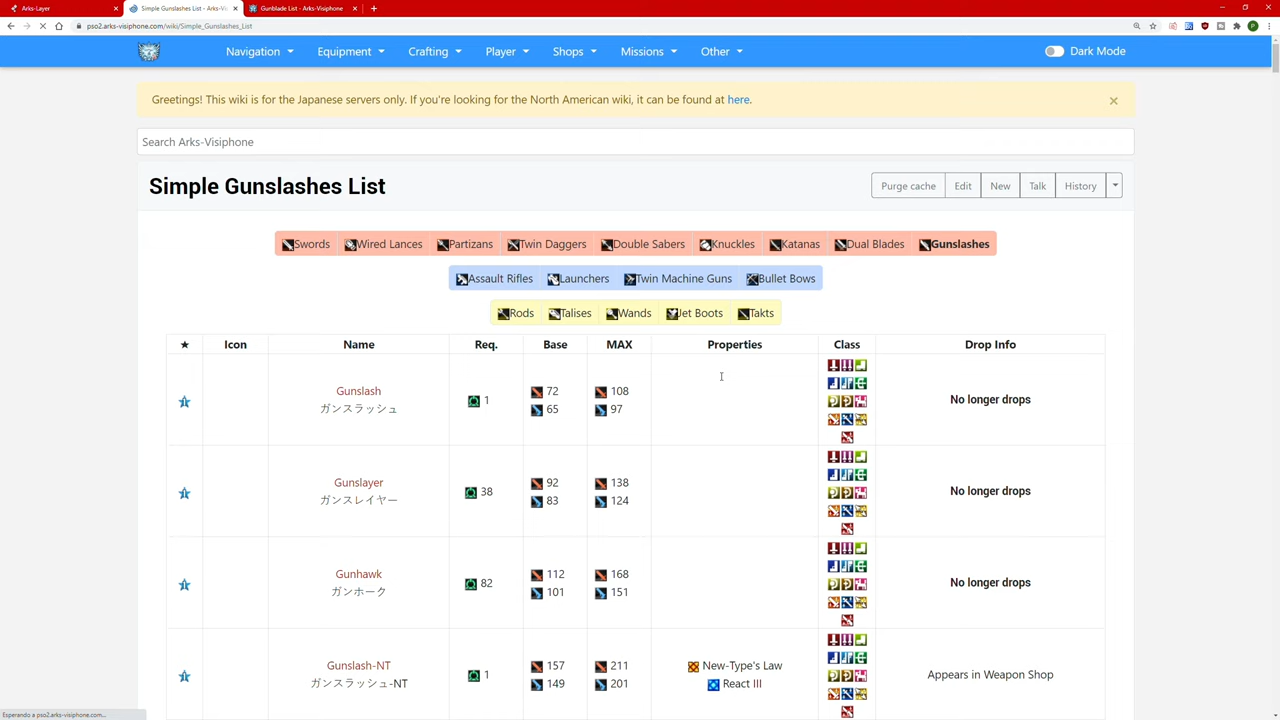 Arks-Layer
Simple Gunslashes List - Arks-Vi
Gunblade List - Arks-Visiphone
pso2.arks-visiphone.com/wiki/Simple_Gunslashes_List
Navigation Equipment Crafting Player Shops Missions Other Dark Mode
Greetings! This wiki is for the Japanese servers only. If you're looking for the North American wiki, it can be found at here.
Search Arks-Visiphone
Simple Gunslashes List
Purge cache Edit New Talk History
Swords Wired Lances Partizans Twin Daggers Double Sabers Knuckles Katanas Dual Blades Gunslashes
Assault Rifles Launchers Twin Machine Guns Bullet Bows
Rods Talises Wands Jet Boots Takts
★ Icon Name Req. Base MAX Properties Class Drop Info
Gunslash
ガンスラッシュ
1
72
65
108
97
No longer drops
Gunslayer
ガンスレイヤー
38
92
83
138
124
No longer drops
Gunhawk
ガンホーク
82
112
101
168
151
No longer drops
Gunslash-NT
ガンスラッシュ-NT
1
157
149
211
201
New-Type's Law
React III
Appears in Weapon Shop
Esperando a pso2.arks-visiphone.com...